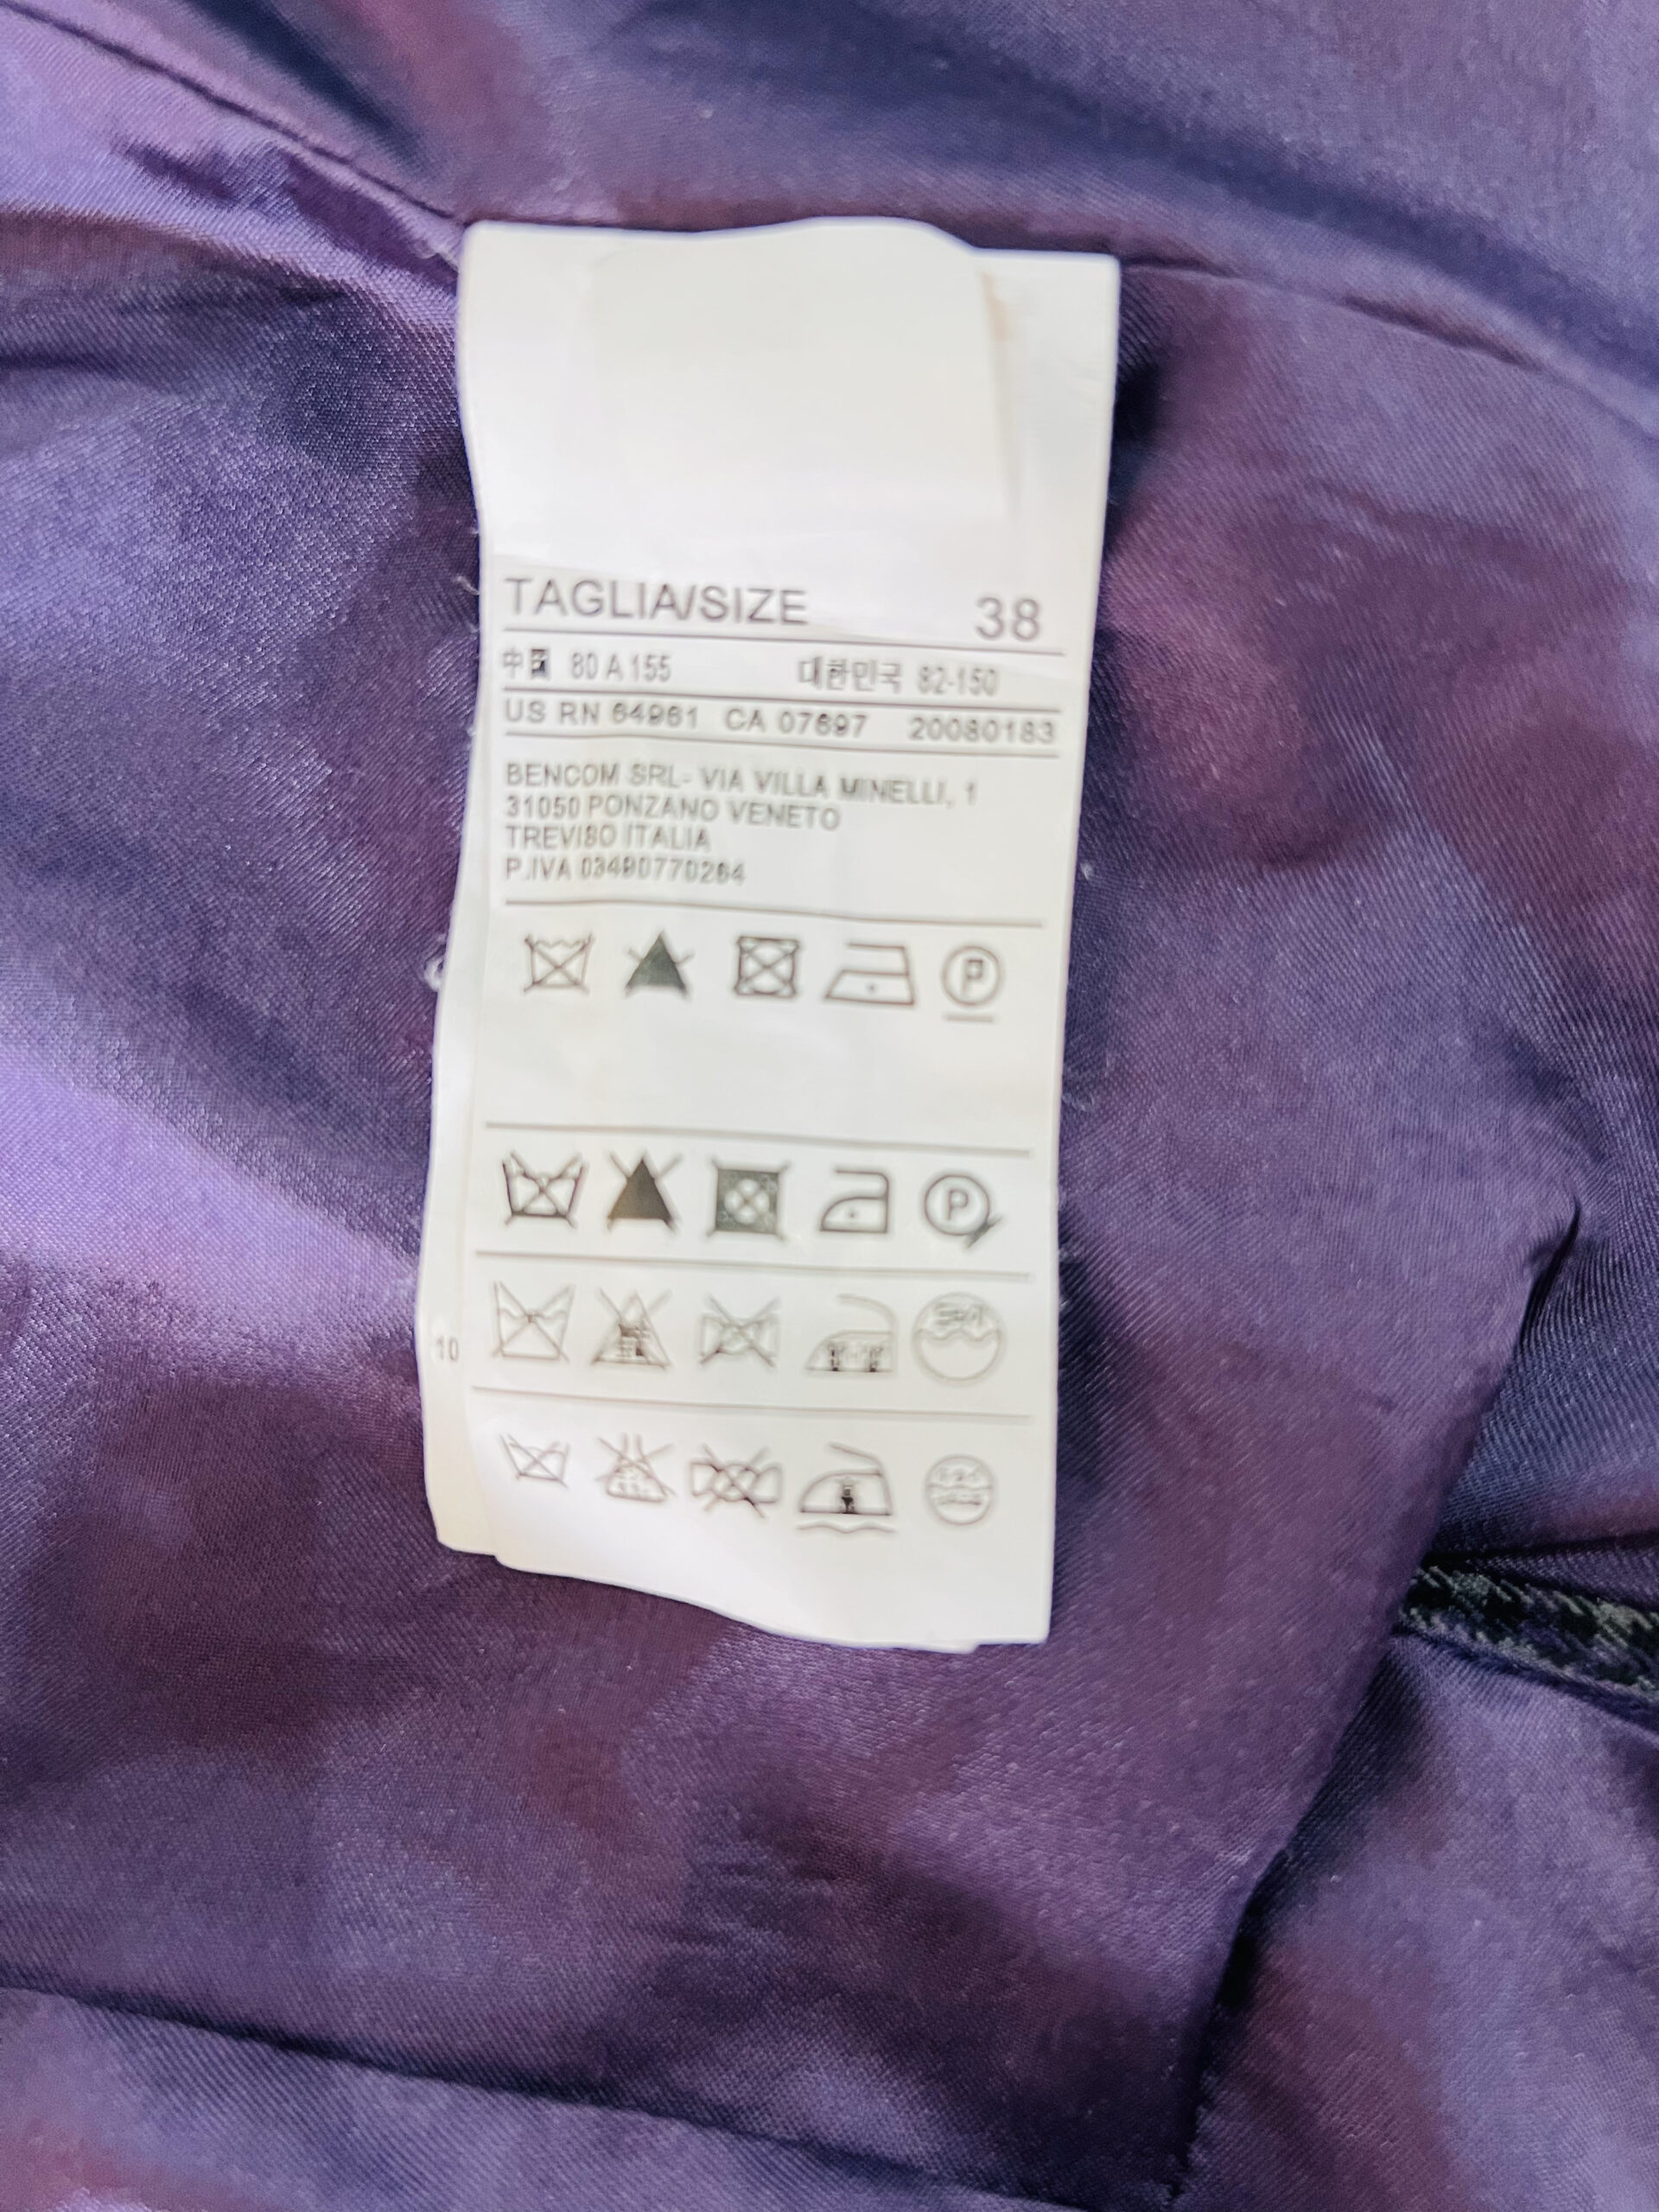 TAGLIA/SIZE 38
中国 80 A 155 대한민국 82-150
US RN 64961 CA 07697 20080183
BENCOM SRL- VIA VILLA MINELLI, 1
31050 PONZANO VENETO
TREVISO ITALIA
P.IVA 03490770264
P
P
10